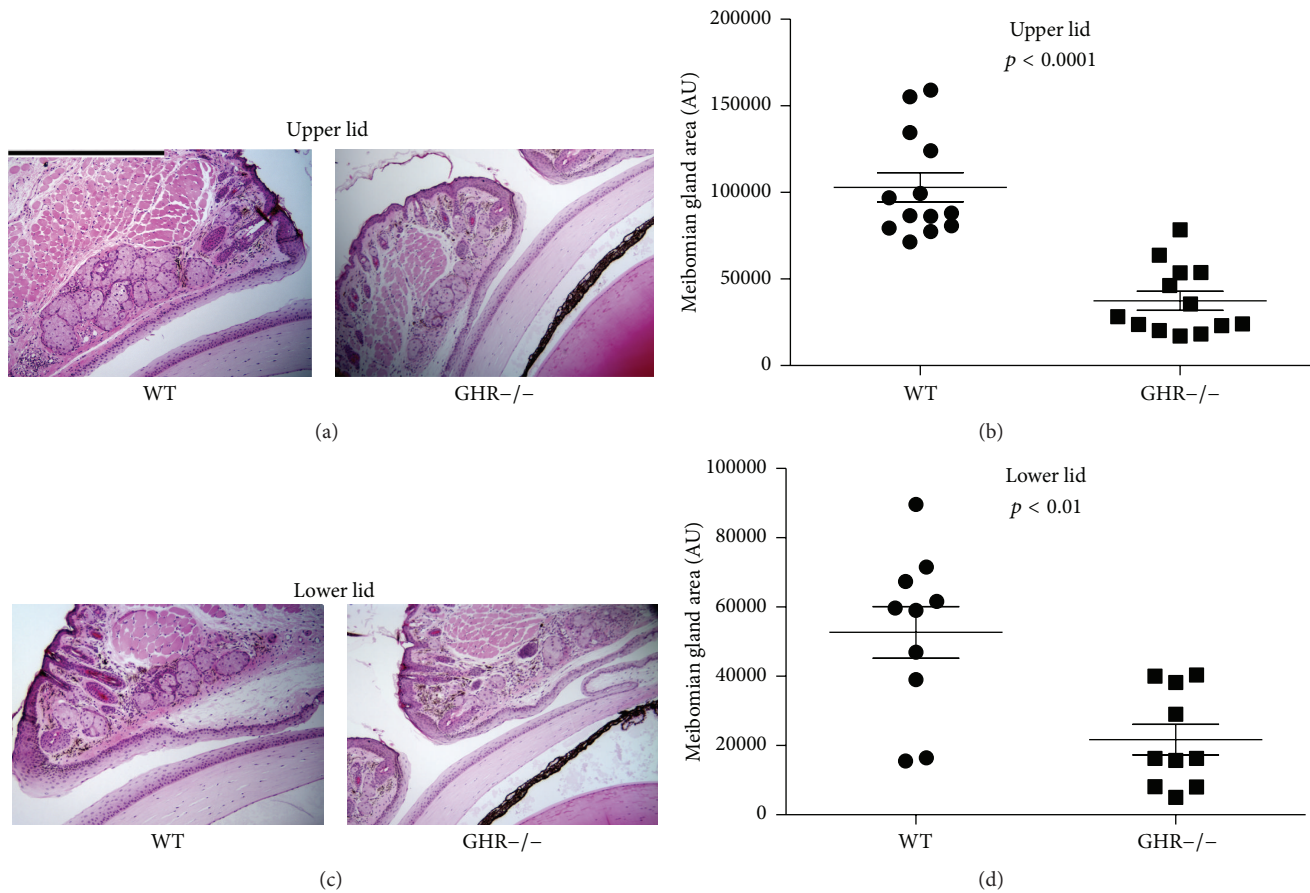 Upper lid
WT
GHR–/–
(a)
200000
150000
100000
50000
0
Meibomian gland area (AU)
Upper lid
p < 0.0001
WT
GHR–/–
(b)
Lower lid
WT
GHR–/–
(c)
100000
80000
60000
40000
20000
0
Meibomian gland area (AU)
Lower lid
p < 0.01
WT
GHR–/–
(d)